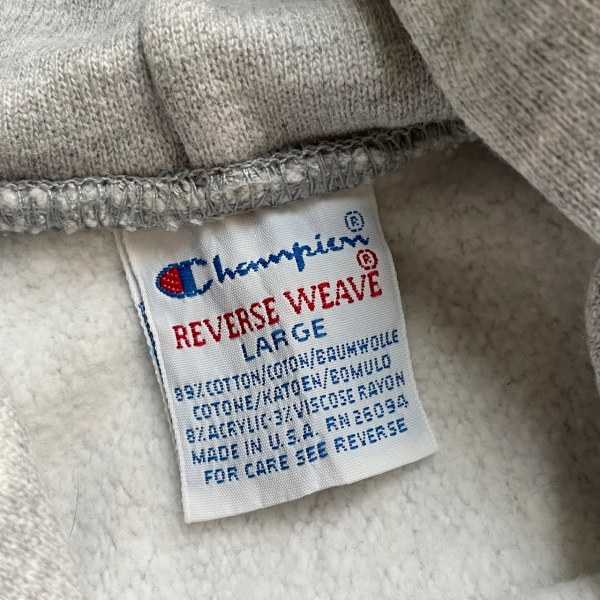 Champion®
REVERSE WEAVE®
LARGE
89%COTTON/COTON/BAUMWOLLE
COTONE/KATOEN/BOMULD
8%ACRYLIC-3%VISCOSE RAYON
MADE IN U.S.A. RN 26094
FOR CARE SEE REVERSE